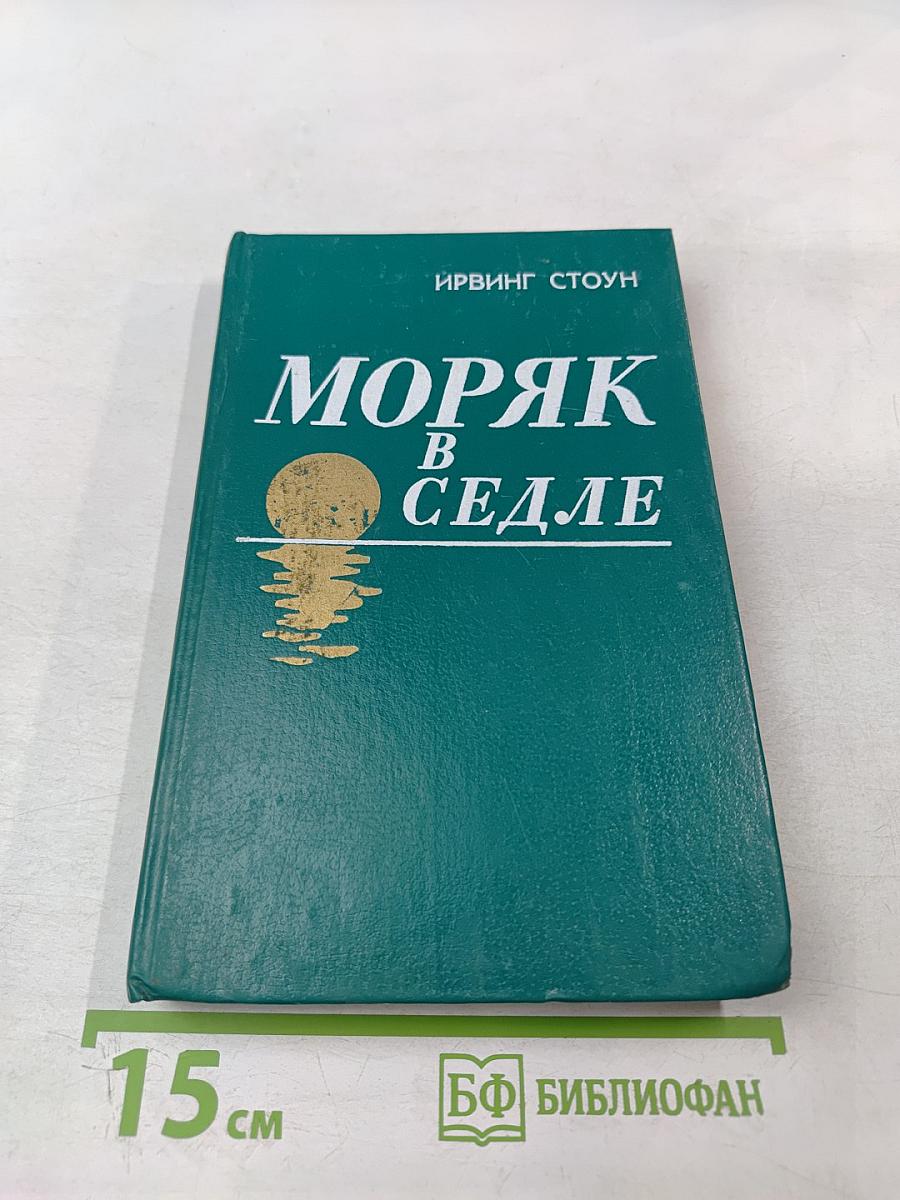 ИРВИНГ СТОУН
МОРЯК
В
СЕДЛЕ
15 см
БФ БИБЛИОФАН